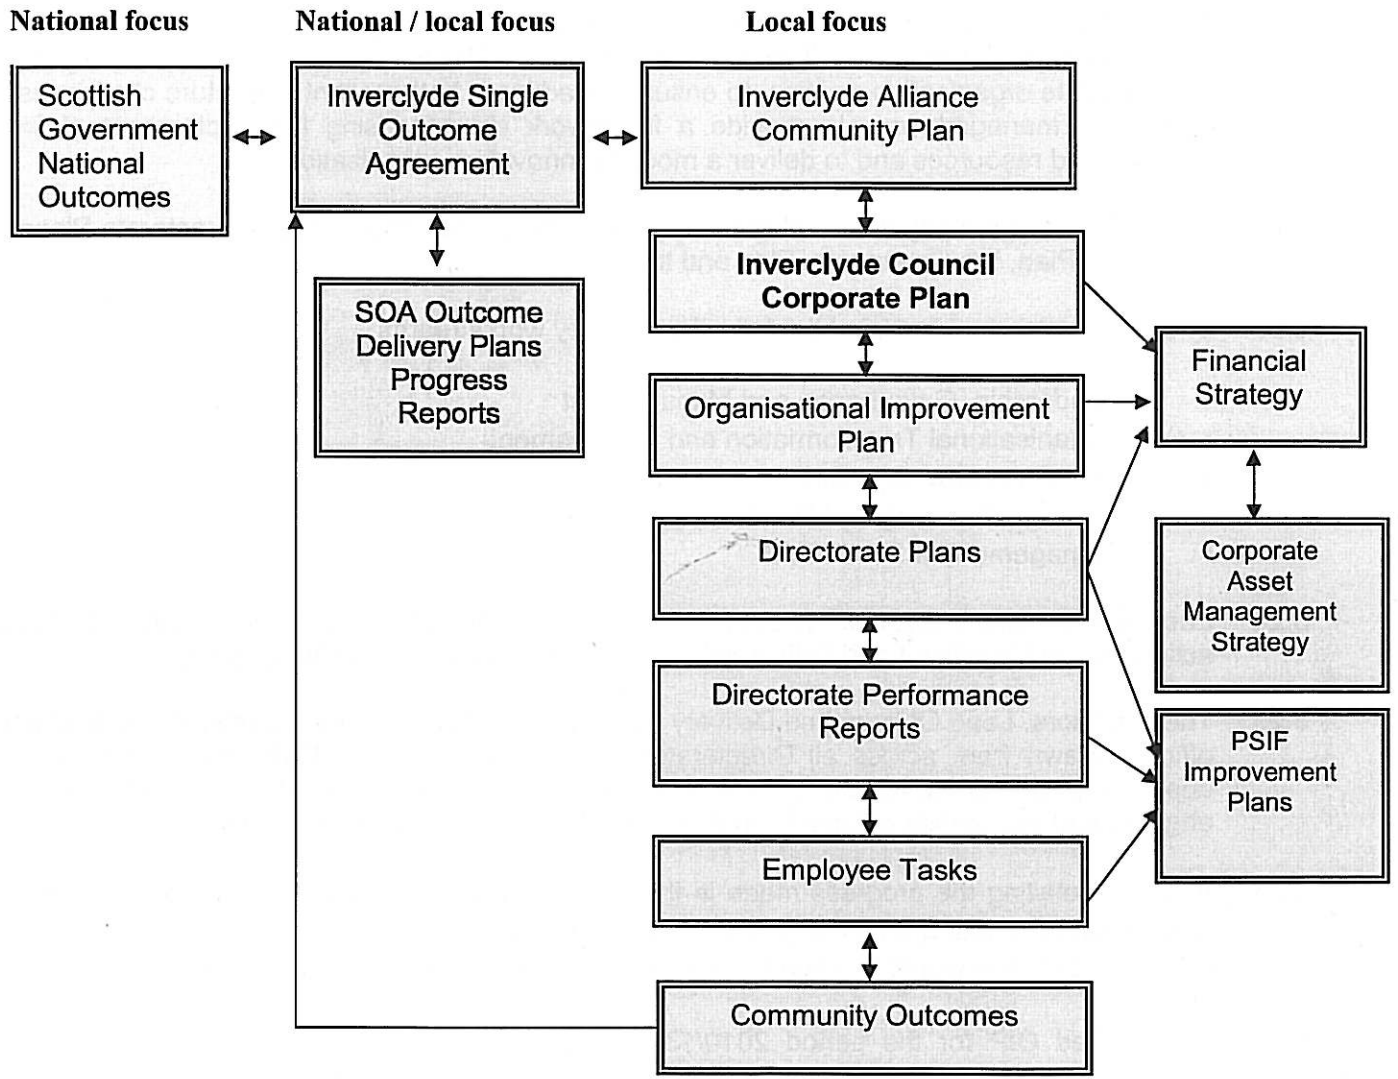 National focus
National / local focus
Local focus
Scottish
Government
National
Outcomes
Inverclyde Single
Outcome
Agreement
Inverclyde Alliance
Community Plan
Inverclyde Council
Corporate Plan
SOA Outcome
Delivery Plans
Progress
Reports
Financial
Strategy
Organisational Improvement
Plan
Directorate Plans
Corporate
Asset
Management
Strategy
Directorate Performance
Reports
PSIF
Improvement
Plans
Employee Tasks
Community Outcomes